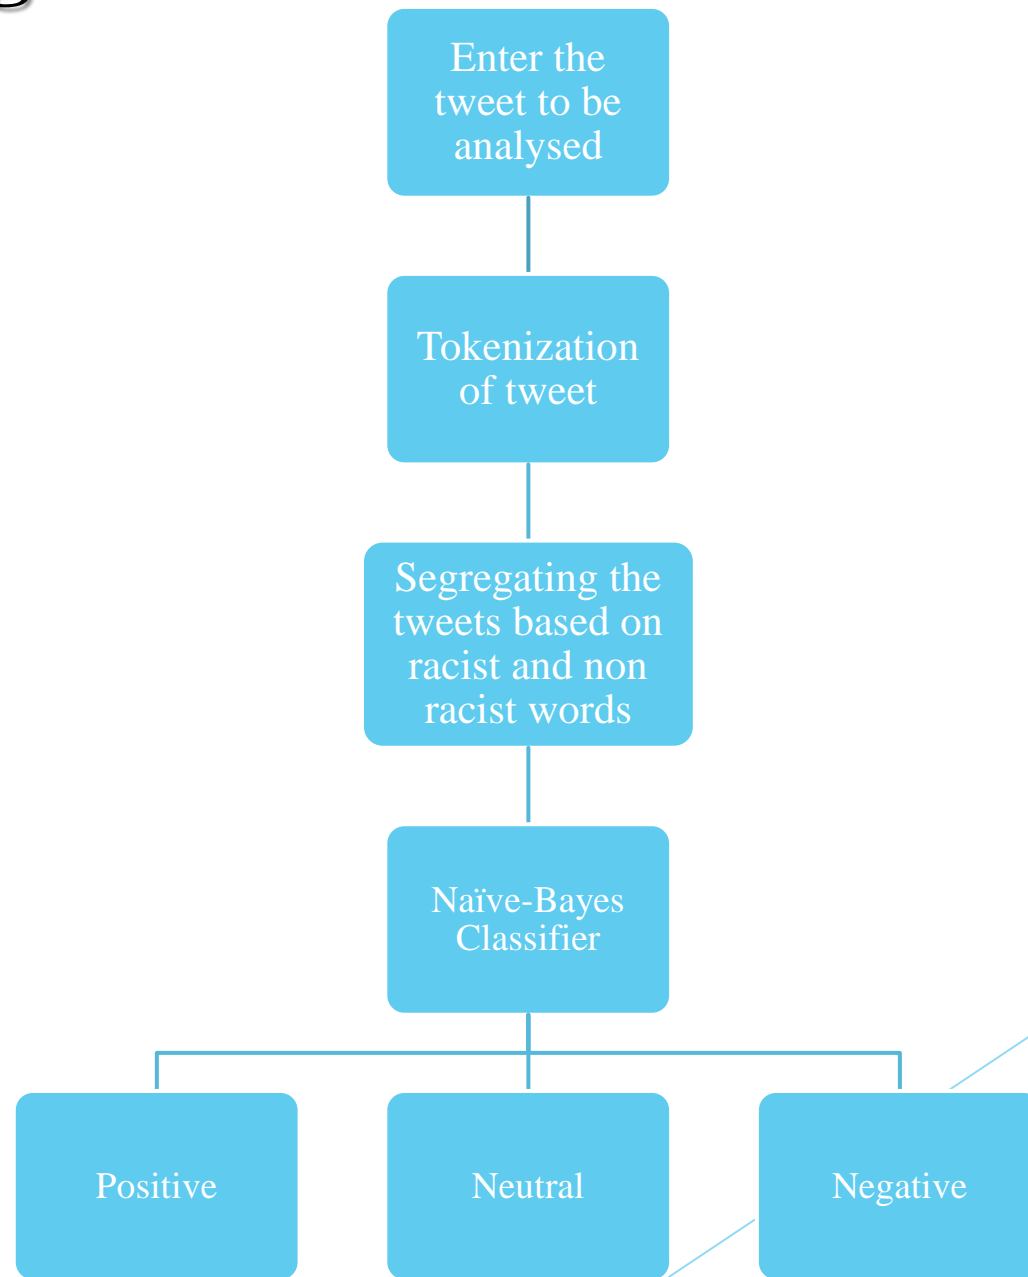 Enter the
tweet to be
analysed
Tokenization
of tweet
Segregating the
tweets based on
racist and non
racist words
Naïve-Bayes
Classifier
Positive
Neutral
Negative